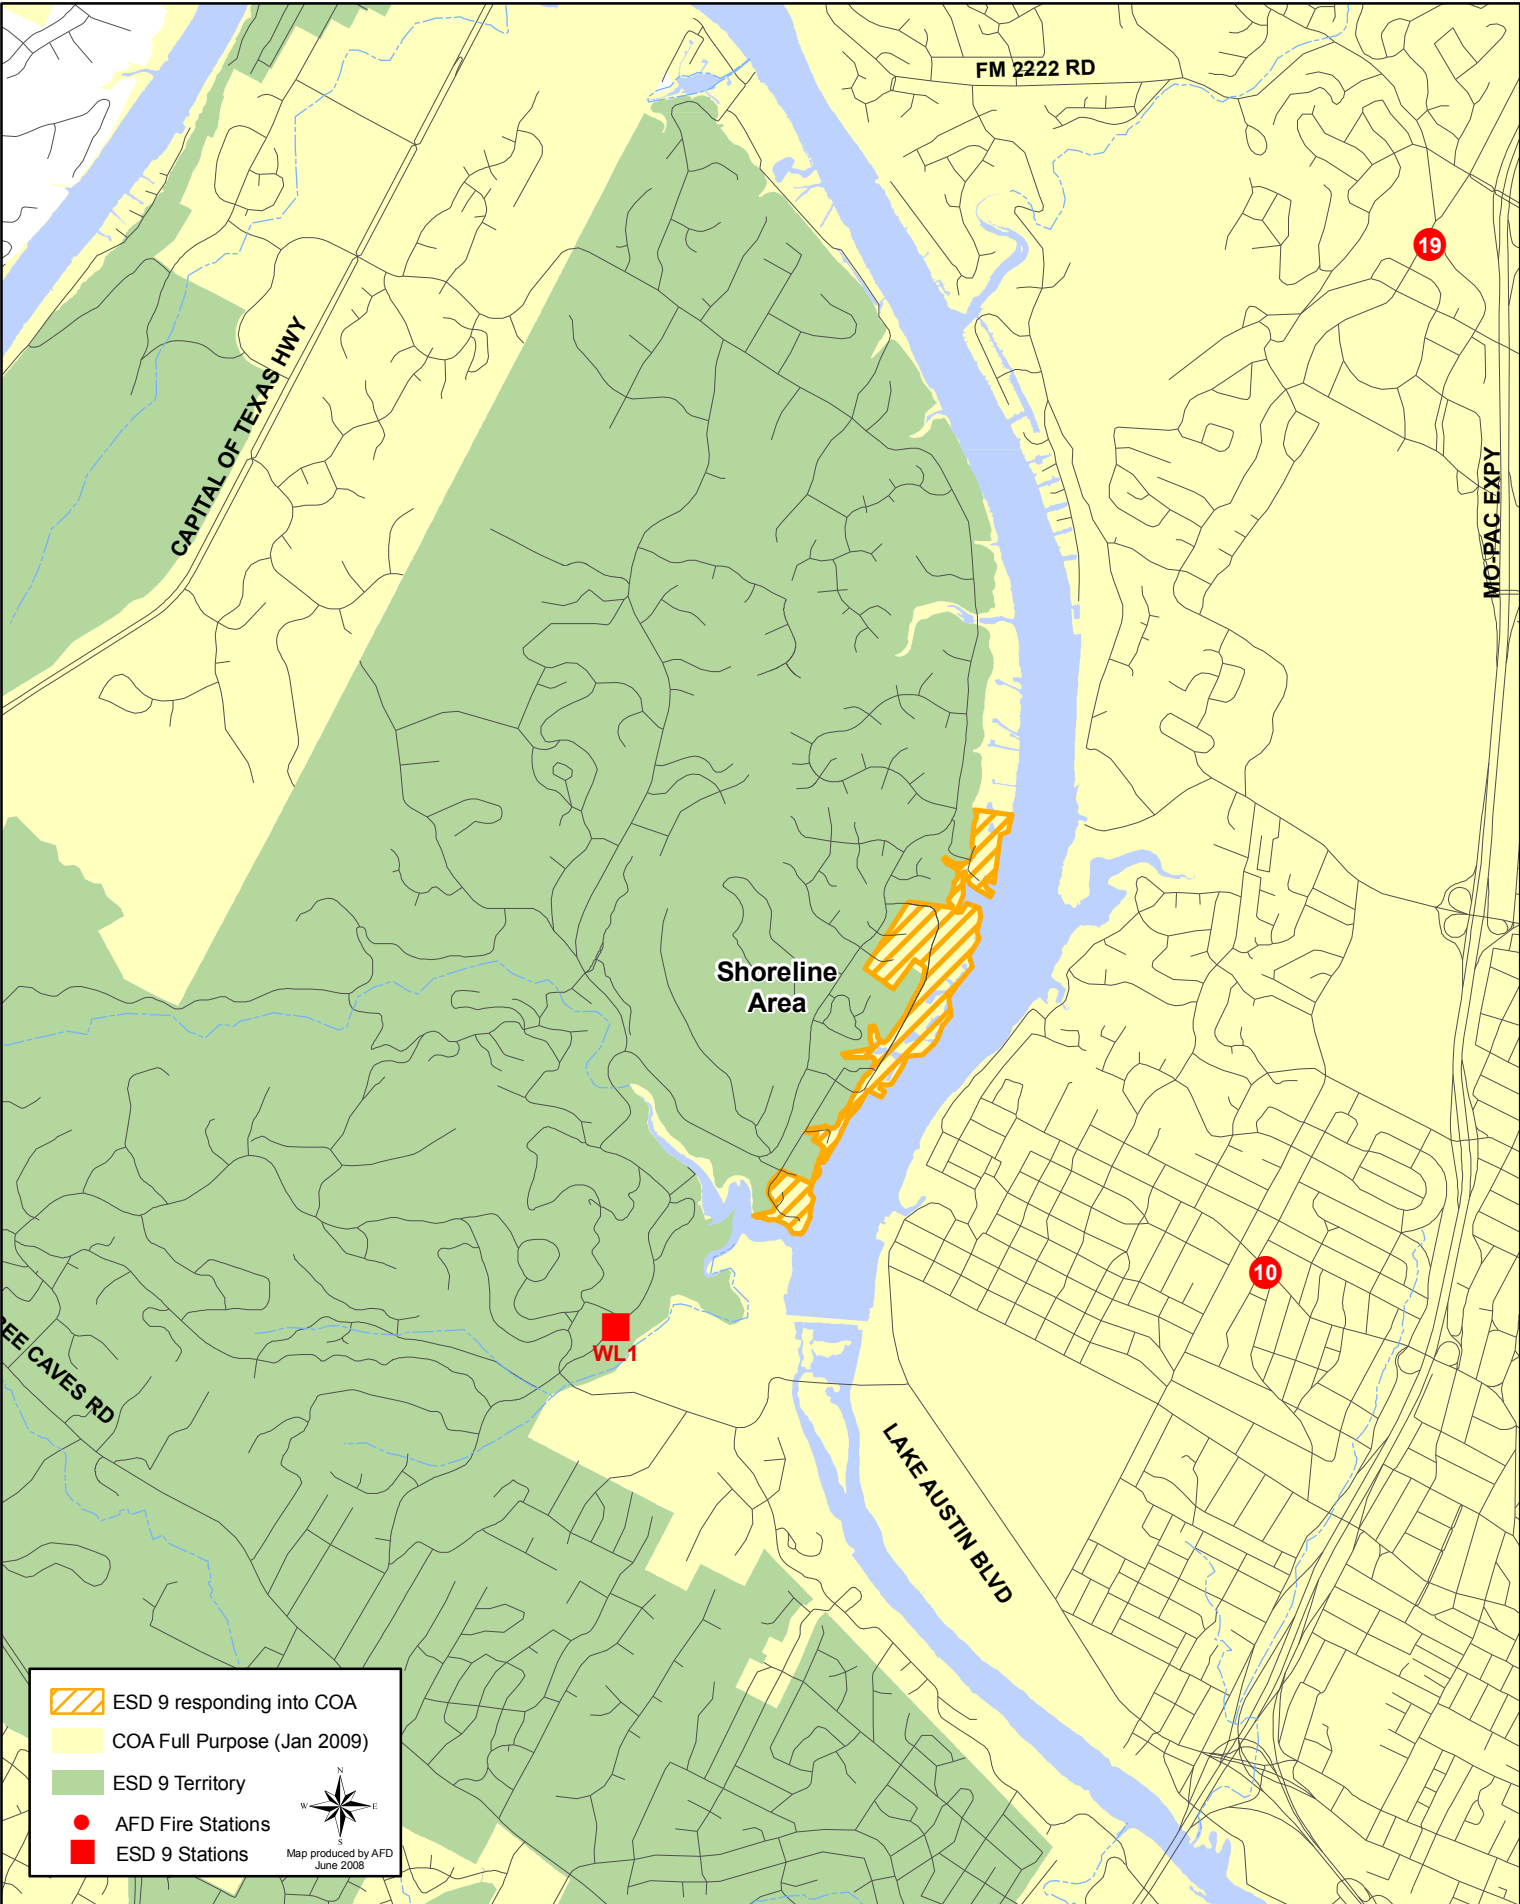 FM 2222 RD
19
CAPITAL OF TEXAS HWY
MO-PAC EXPY
Shoreline
Area
10
WL1
BEE CAVES RD
LAKE AUSTIN BLVD
ESD 9 responding into COA
COA Full Purpose (Jan 2009)
ESD 9 Territory
AFD Fire Stations
ESD 9 Stations
N
W E
S
Map produced by AFD
June 2008